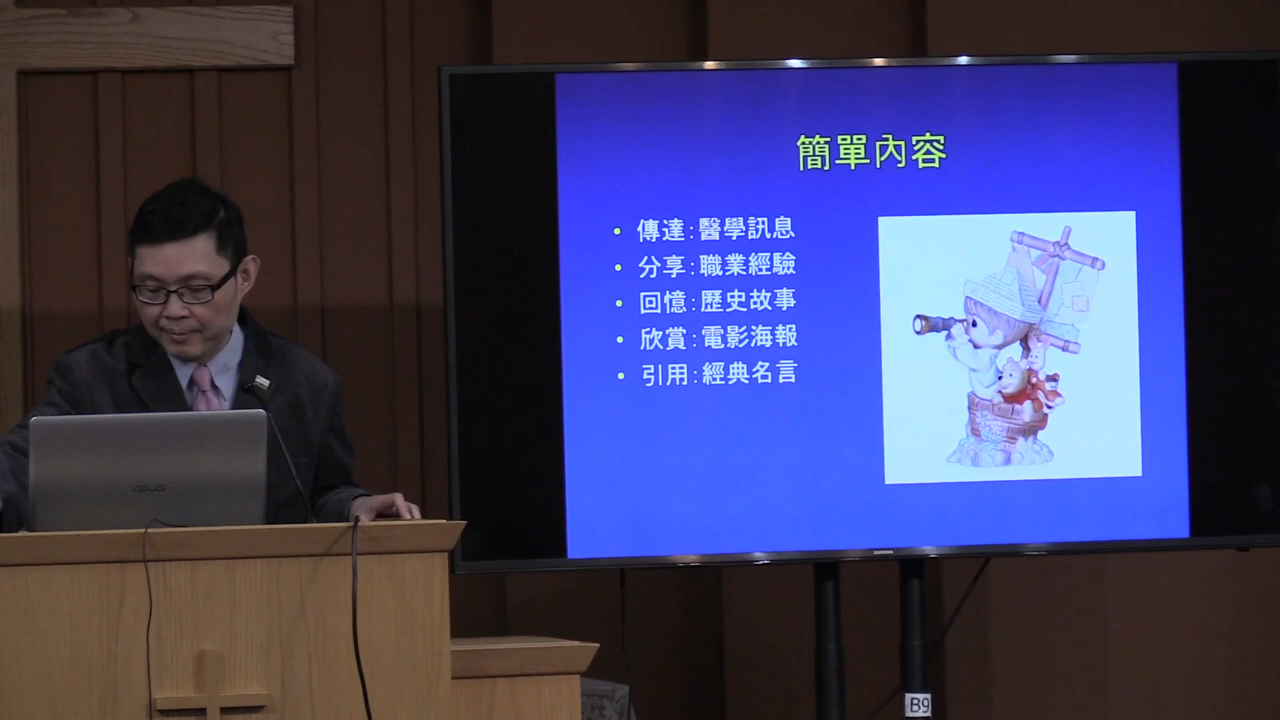 簡單內容
• 傳達：醫學訊息
• 分享：職業經驗
• 回憶：歷史故事
• 欣賞：電影海報
• 引用：經典名言
ASUS
SAMSUNG
B9